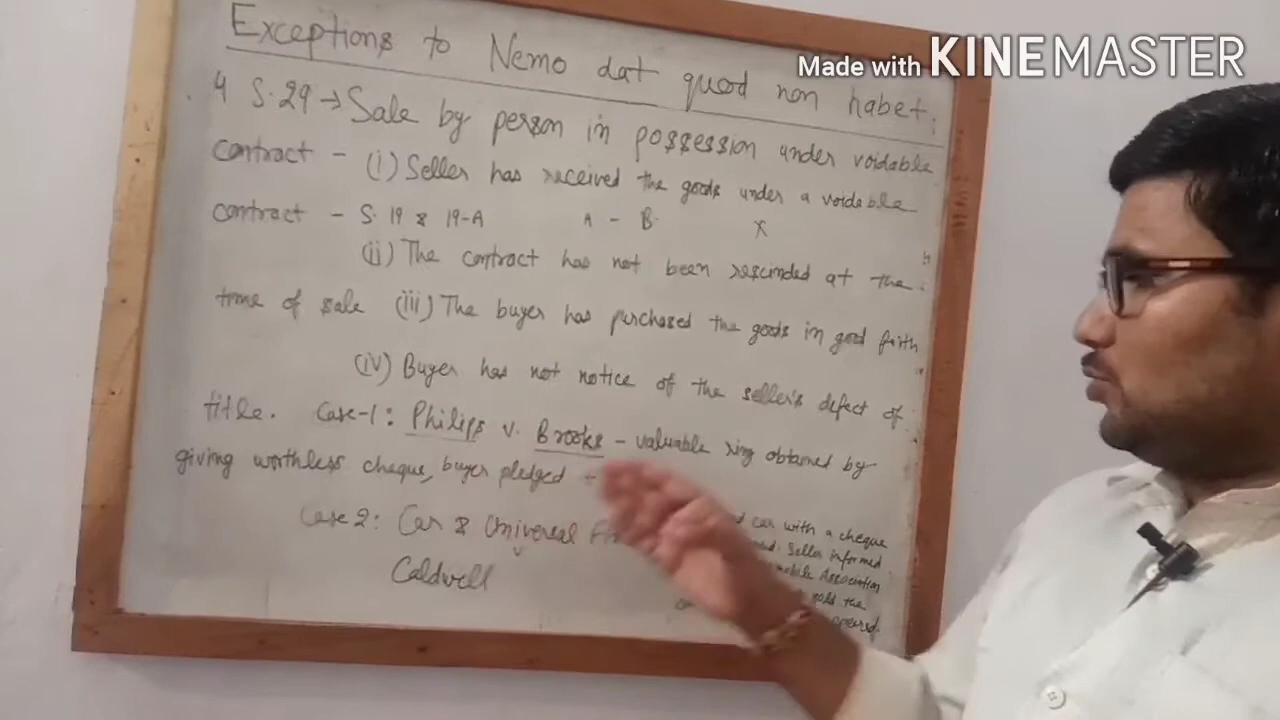 Made with KINEMASTER
Exceptions to Nemo dat quod non habet.
4 S.29 → Sale by person in possession under voidable
contract - (i) Seller has received the goods under a voidable
contract - S. 19 & 19-A A - B X
(ii) The contract has not been rescinded at the
time of sale (iii) The buyer has purchased the goods in good faith
(iv) Buyer has not notice of the seller's defect of
title. Case-1: Philips v. Brooks - valuable ring obtained by
giving worthless cheque, buyer pledged
Case 2: Car & Universal
v
Caldwell
car with a cheque
Seller informed
Association
sold the